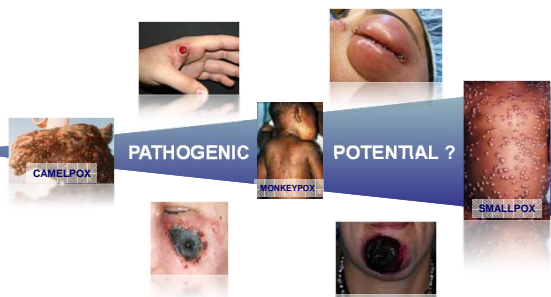 CAMELPOX
PATHOGENIC
MONKEYPOX
POTENTIAL ?
SMALLPOX